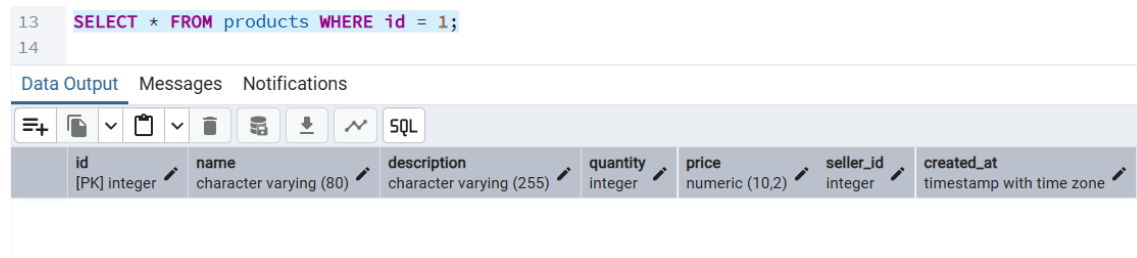 13 SELECT * FROM products WHERE id = 1;
14
Data Output Messages Notifications
SQL
id name description quantity price seller_id created_at
[PK] integer character varying (80) character varying (255) integer numeric (10,2) integer timestamp with time zone